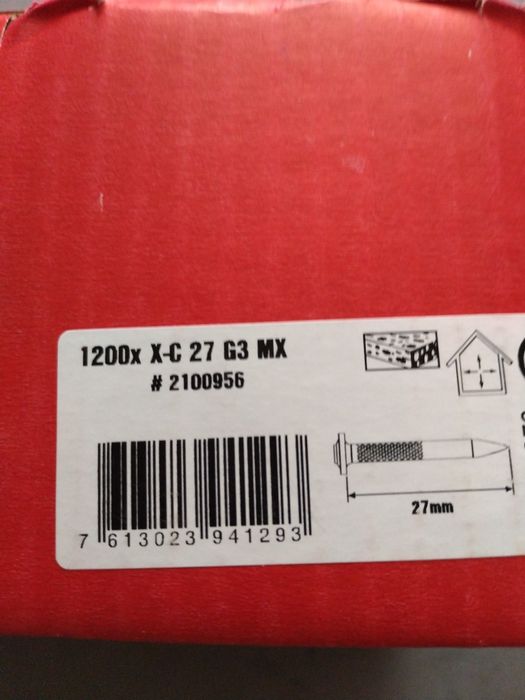 1200x X-C 27 G3 MX
# 2100956
27mm
7 613023 941293